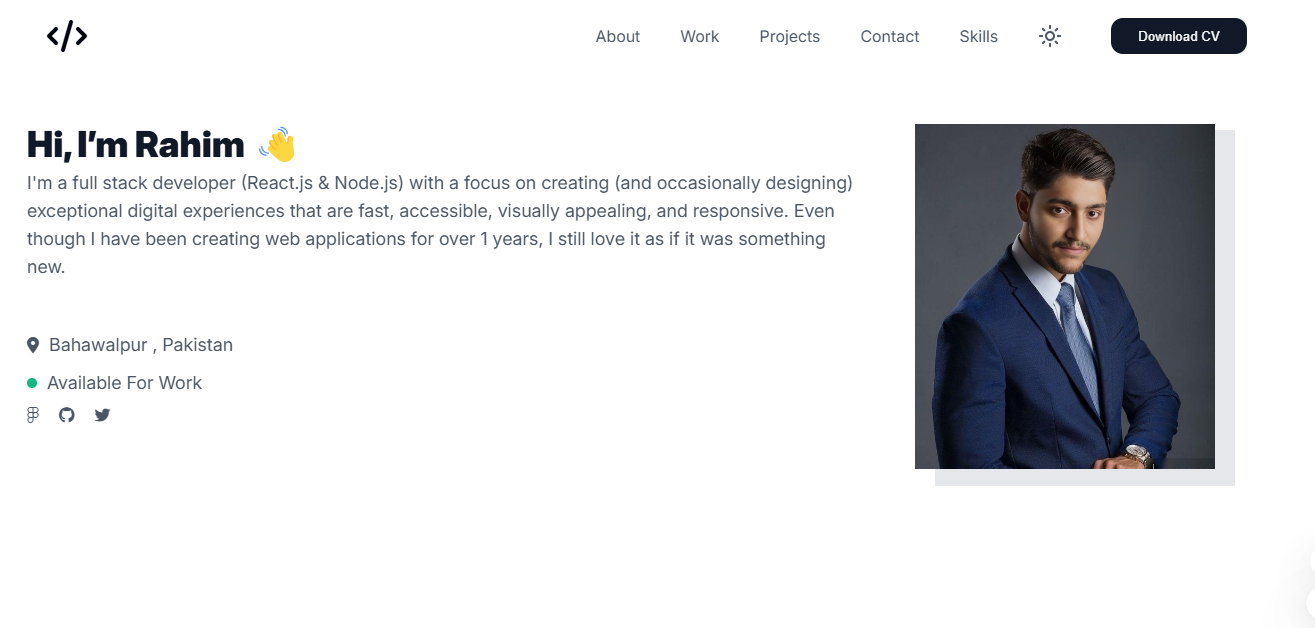 </>
About Work Projects Contact Skills Download CV
Hi, I’m Rahim 👋
I'm a full stack developer (React.js & Node.js) with a focus on creating (and occasionally designing)
exceptional digital experiences that are fast, accessible, visually appealing, and responsive. Even
though I have been creating web applications for over 1 years, I still love it as if it was something
new.
Bahawalpur , Pakistan
Available For Work